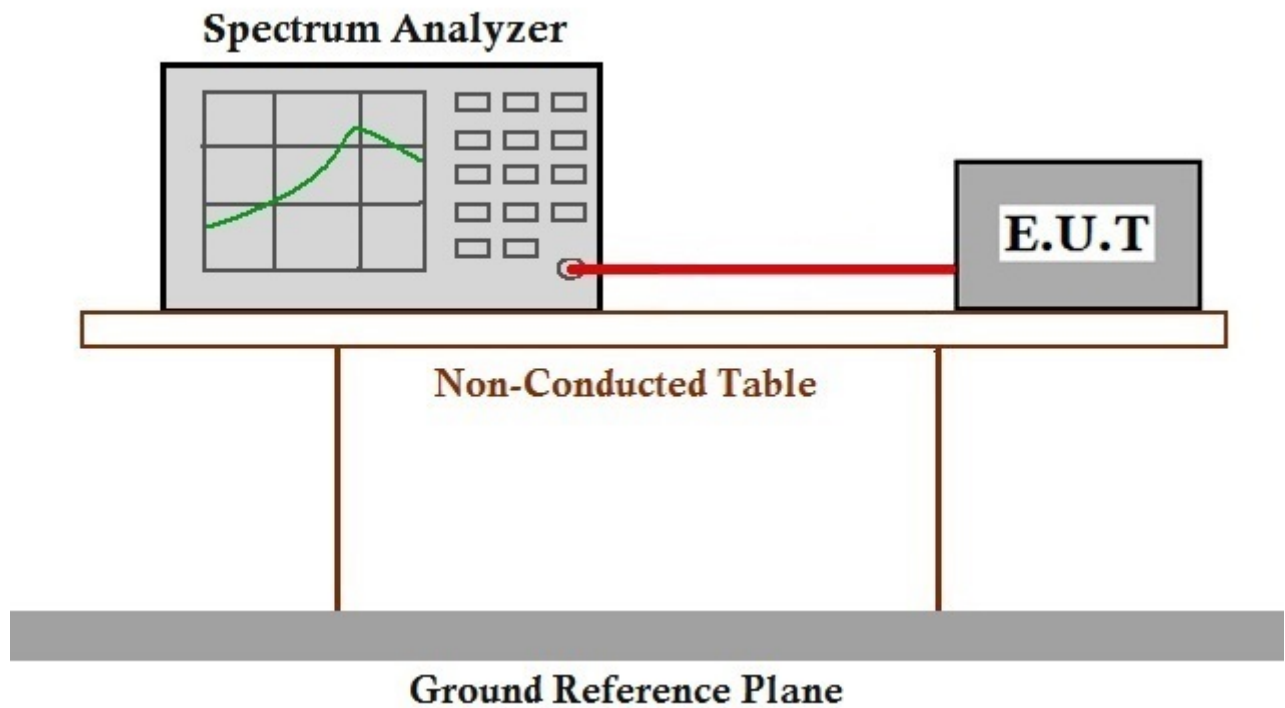 Spectrum Analyzer
E.U.T
Non-Conducted Table
Ground Reference Plane